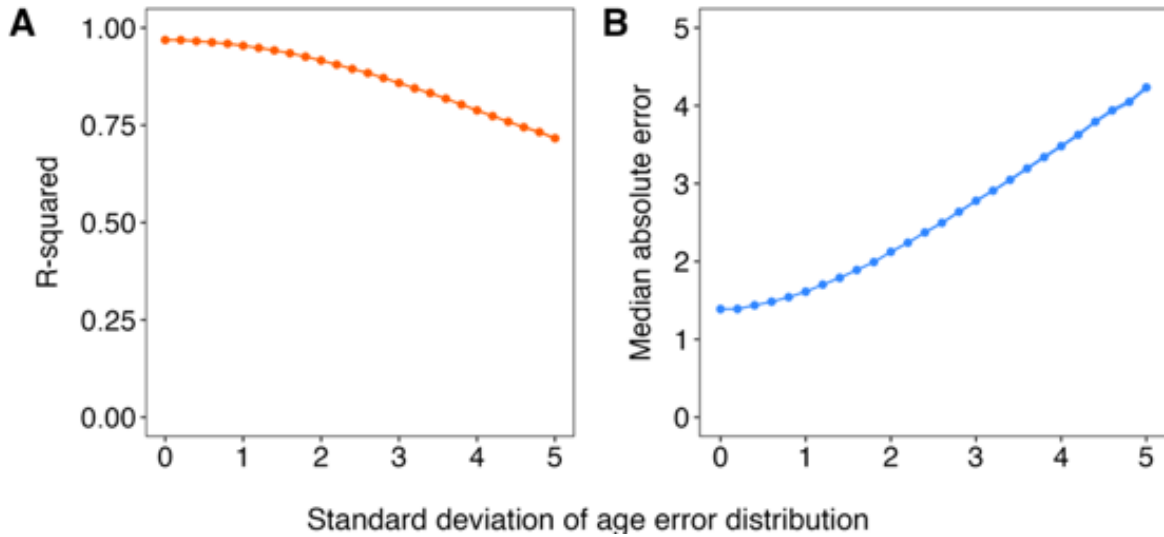 A
R-squared
1.00
0.75
0.50
0.25
0.00
0 1 2 3 4 5
B
Median absolute error
5
4
3
2
1
0
0 1 2 3 4 5
Standard deviation of age error distribution